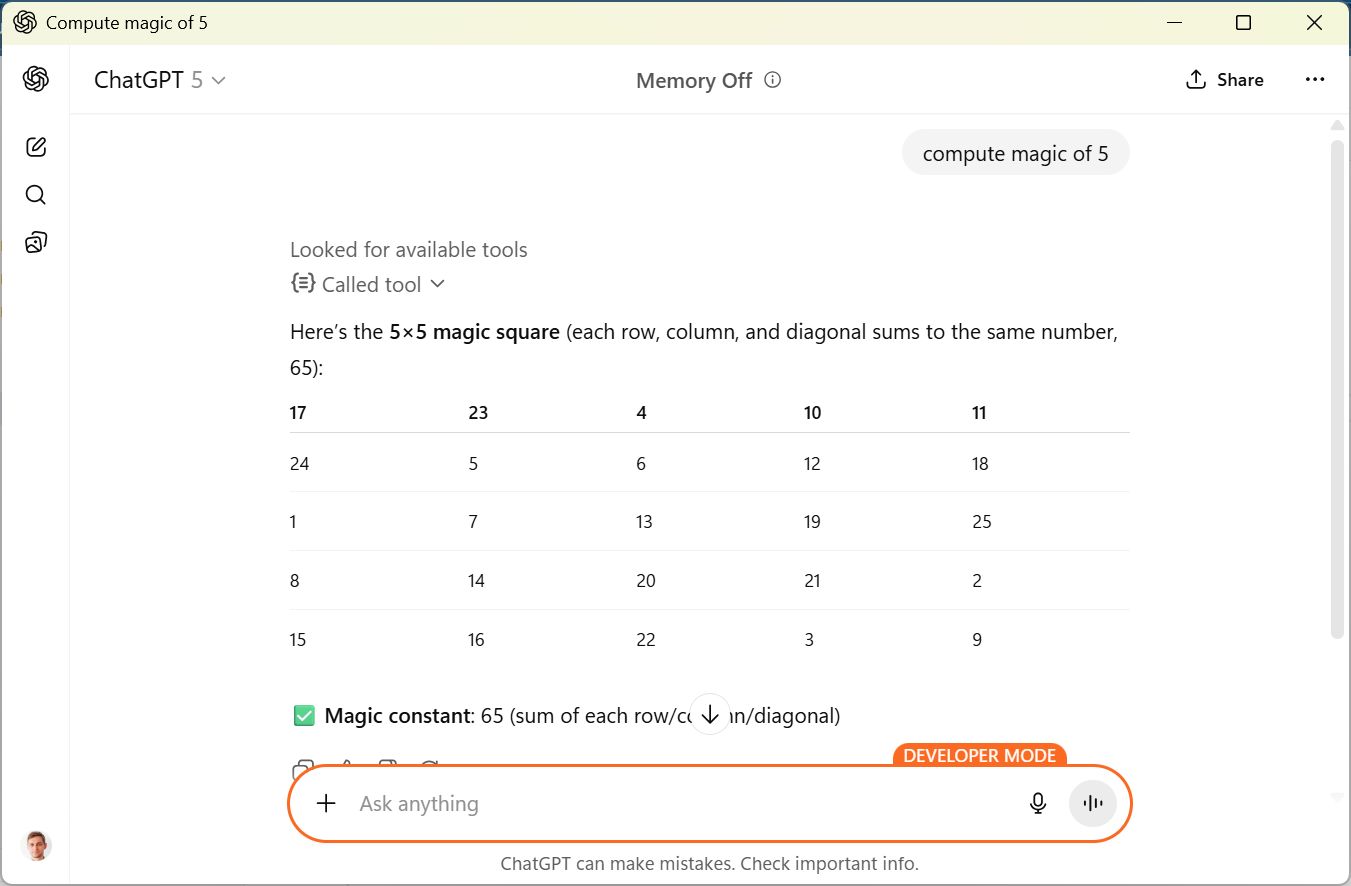 Compute magic of 5
ChatGPT 5
Memory Off
Share
compute magic of 5
Looked for available tools
Called tool
Here’s the 5×5 magic square (each row, column, and diagonal sums to the same number,
65):
17 23 4 10 11
24 5 6 12 18
1 7 13 19 25
8 14 20 21 2
15 16 22 3 9
Magic constant: 65 (sum of each /diagonal)
DEVELOPER MODE
Ask anything
ChatGPT can make mistakes. Check important info.